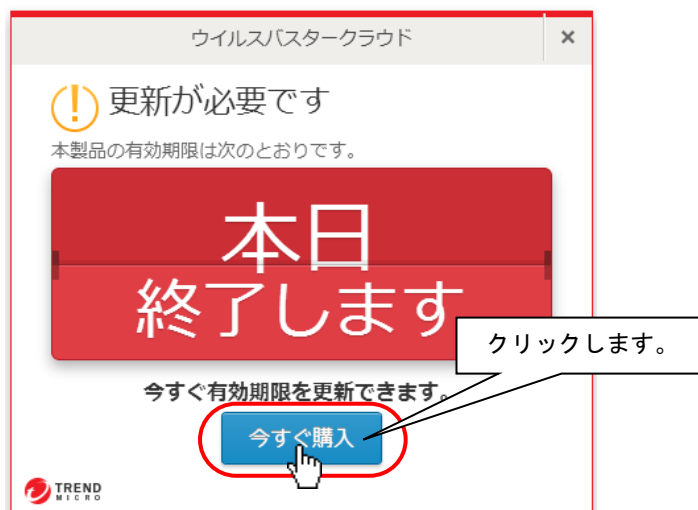 ウイルスバスタークラウド ×
更新が必要です
本製品の有効期限は次のとおりです。
本日
終了します
クリックします。
今すぐ有効期限を更新できます。
今すぐ購入
TREND
MICRO